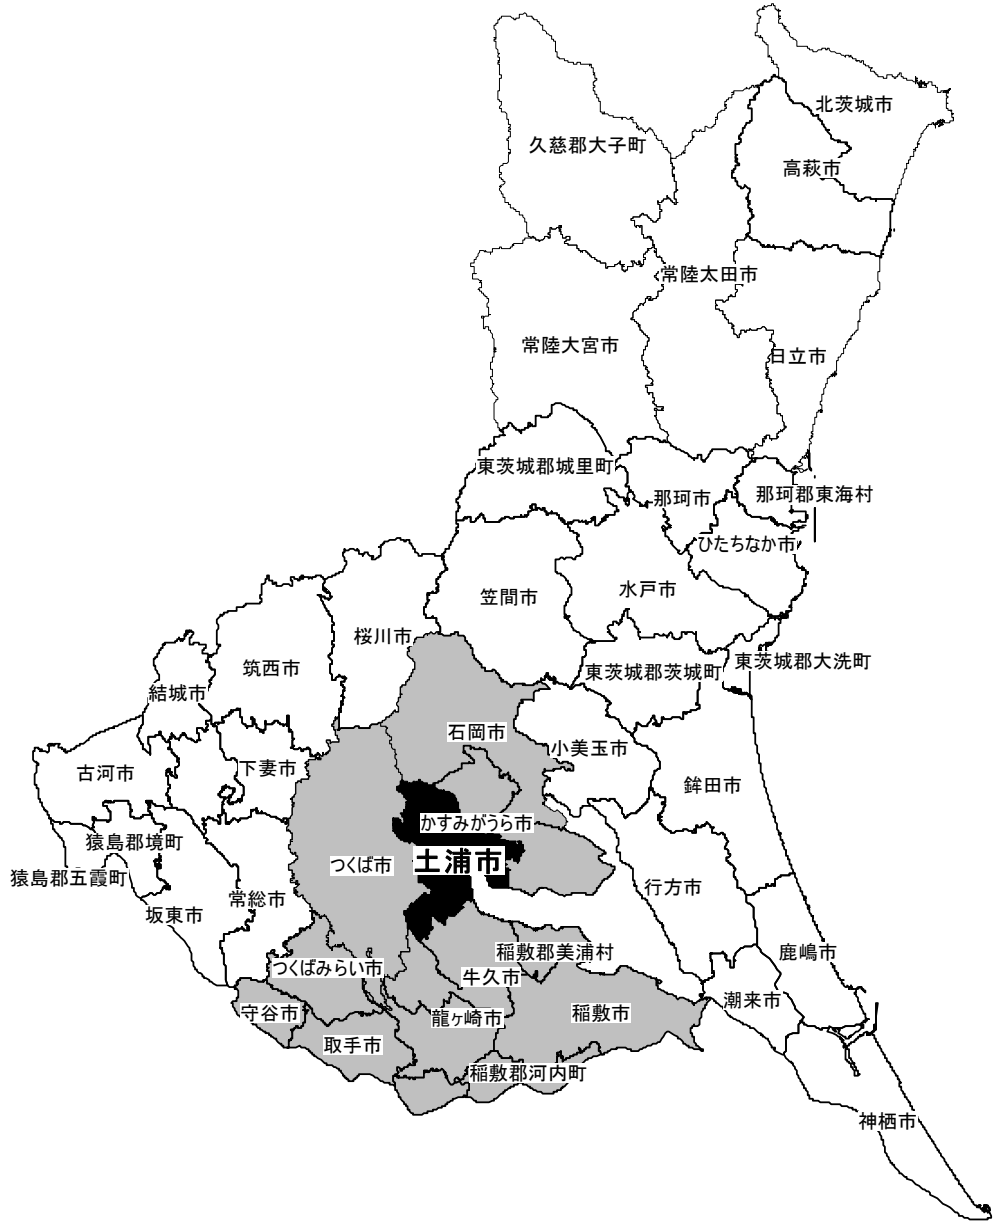 北茨城市
久慈郡大子町
高萩市
常陸太田市
常陸大宮市
日立市
東茨城郡城里町
那珂市
那珂郡東海村
ひたちなか市
笠間市
水戸市
桜川市
筑西市
東茨城郡茨城町
東茨城郡大洗町
結城市
石岡市
小美玉市
古河市
下妻市
鉾田市
かすみがうら市
猿島郡境町
土浦市
つくば市
猿島郡五霞町
行方市
常総市
坂東市
稲敷郡美浦村
鹿嶋市
つくばみらい市
牛久市
潮来市
守谷市
龍ヶ崎市
稲敷市
取手市
稲敷郡河内町
神栖市